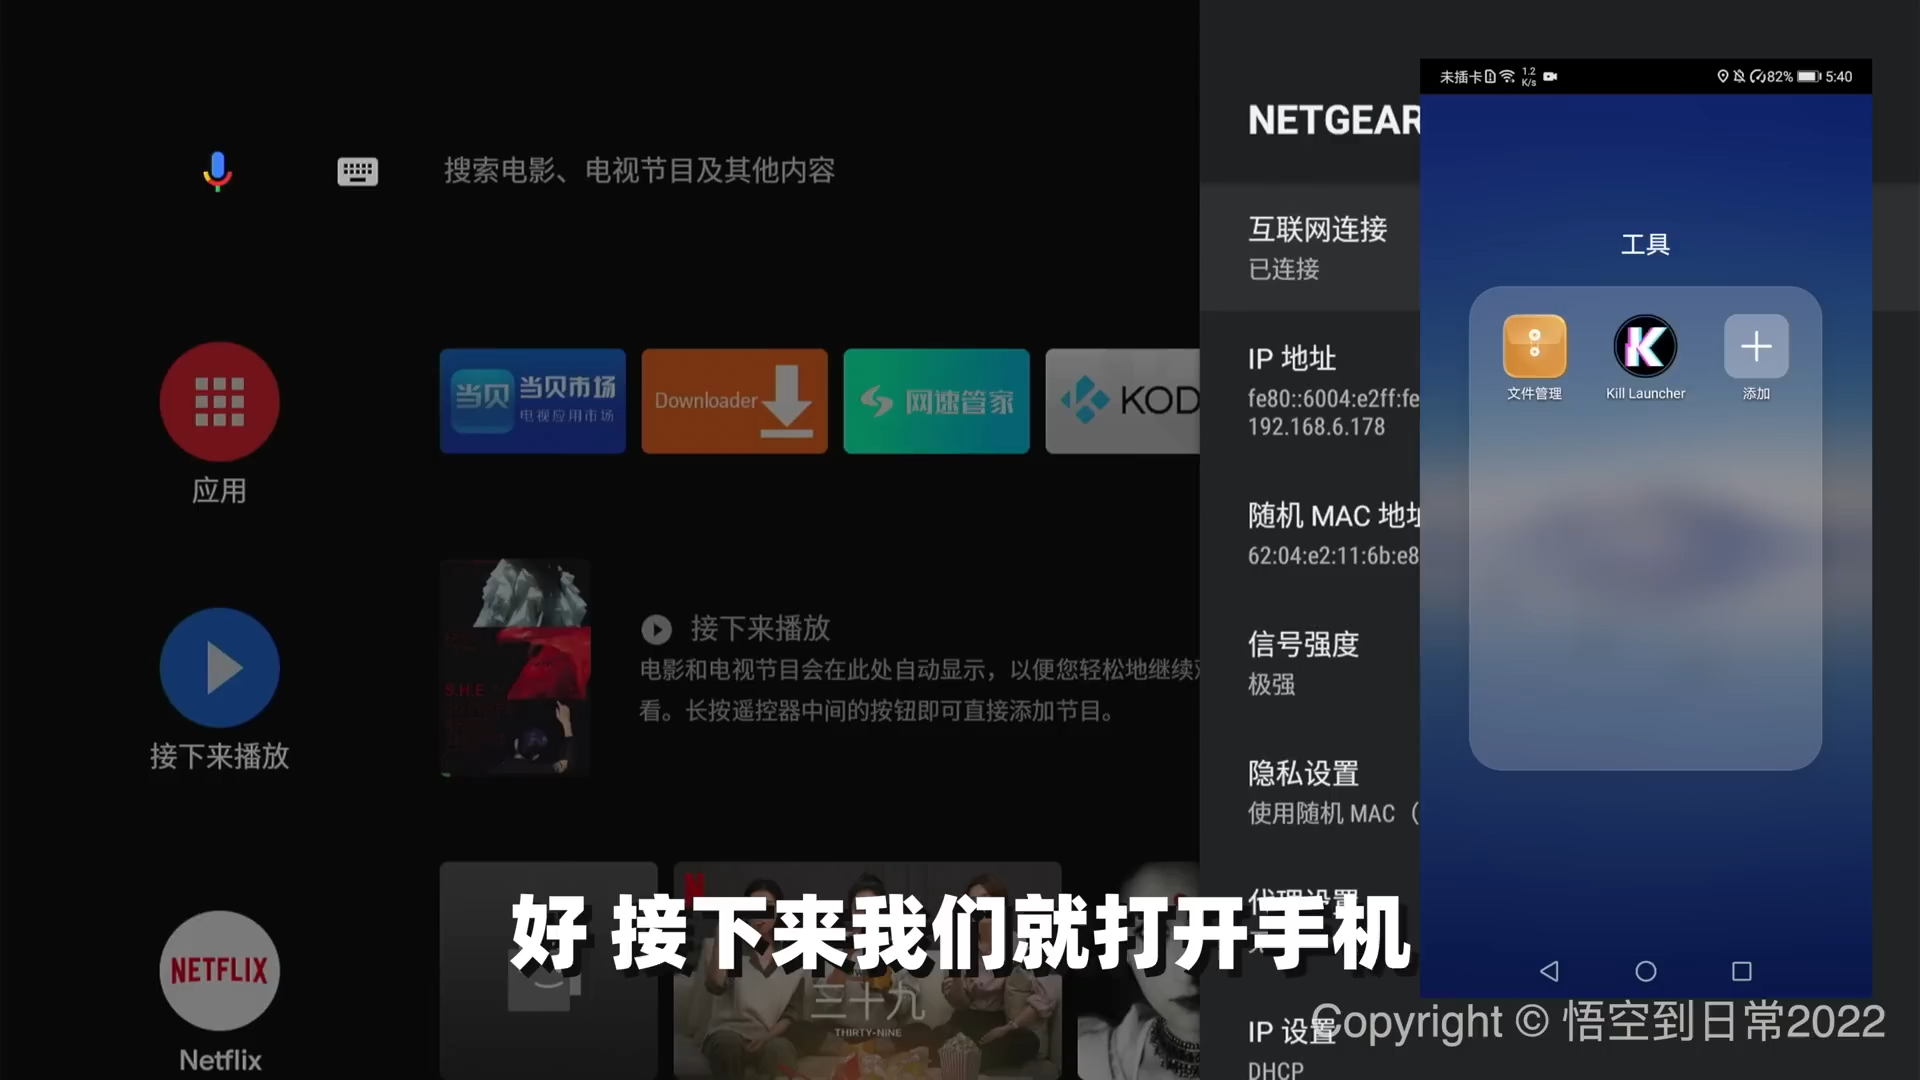 搜索电影、电视节目及其他内容
应用
当贝
当贝市场
电视应用市场
Downloader
网速管家
KOD
接下来播放
接下来播放
电影和电视节目会在此处自动显示，以便您轻松地继续
看。长按遥控器中间的按钮即可直接添加节目。
S.H.E
NETFLIX
Netflix
N
三十九
THIRTY-NINE
NETGEAR
互联网连接
已连接
IP 地址
fe80::6004:e2ff:fe
192.168.6.178
随机 MAC 地址
62:04:e2:11:6b:e8
信号强度
极强
隐私设置
使用随机 MAC（
代理设置
IP 设置
DHCP
未插卡 1.2 K/s 82% 5:40
工具
文件管理
Kill Launcher
添加
好 接下来我们就打开手机
Copyright © 悟空到日常2022